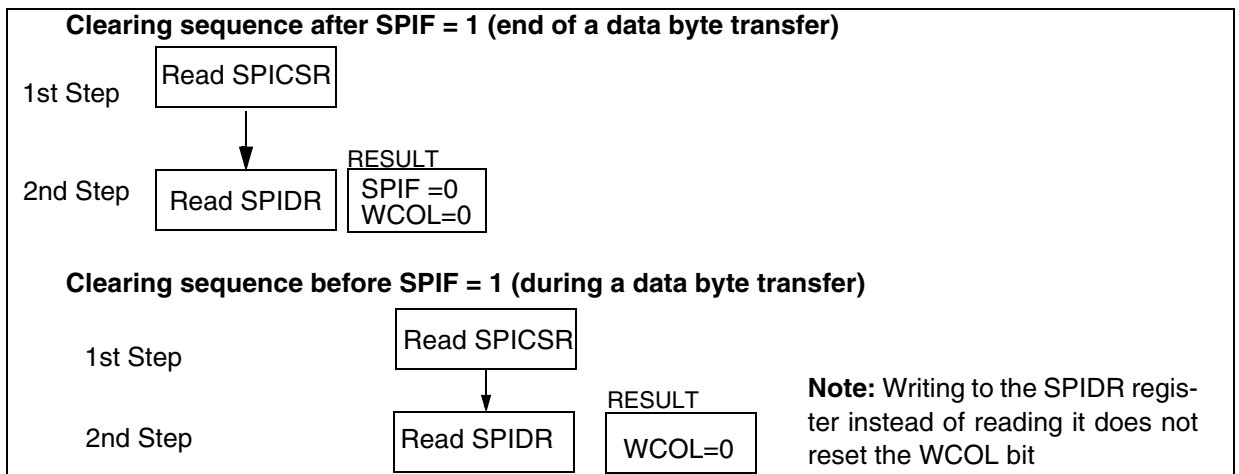 Clearing sequence after SPIF = 1 (end of a data byte transfer)
1st Step
Read SPICSR
2nd Step
Read SPIDR
RESULT
SPIF =0
WCOL=0
Clearing sequence before SPIF = 1 (during a data byte transfer)
1st Step
Read SPICSR
2nd Step
Read SPIDR
RESULT
WCOL=0
Note: Writing to the SPIDR regis-
ter instead of reading it does not
reset the WCOL bit